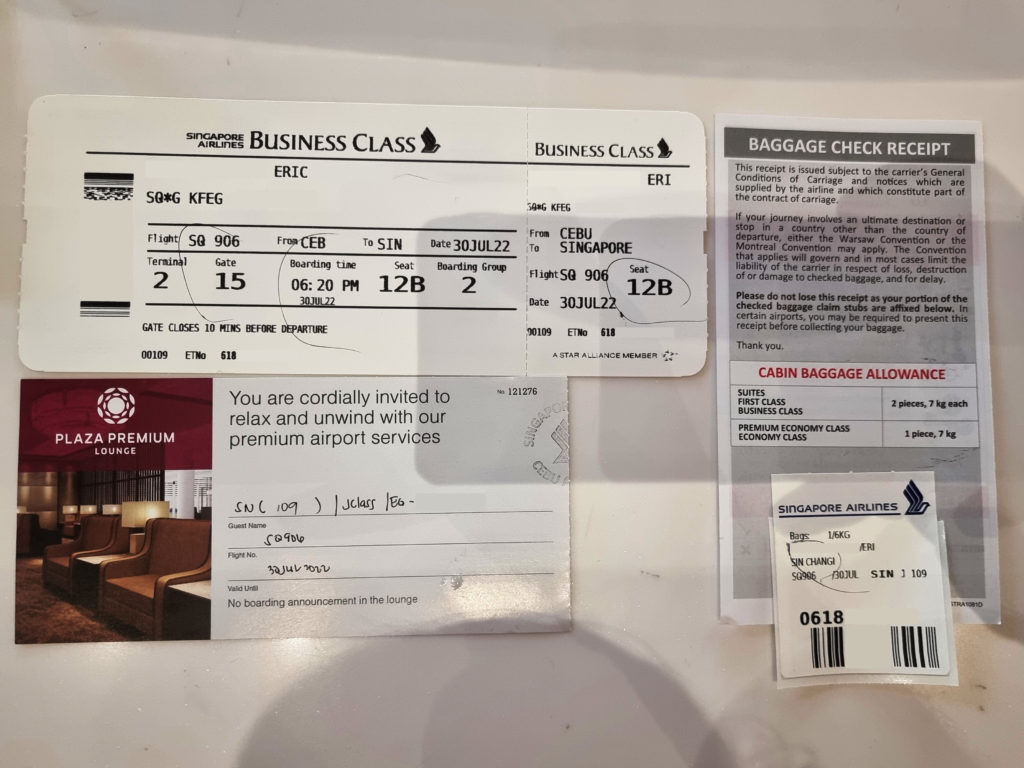 SINGAPORE AIRLINES BUSINESS CLASS
ERIC
SQ*G KFEG
Flight SQ 906 From CEB To SIN Date 30JUL22
Terminal Gate Boarding time Seat Boarding Group
2 15 06:20 PM 12B 2
30JUL22
GATE CLOSES 10 MINS BEFORE DEPARTURE
00109 ETNo 618
BUSINESS CLASS
ERI
SQ*G KFEG
From CEBU
To SINGAPORE
Flight SQ 906
Date 30JUL22
Seat
12B
00109 ETNo 618
A STAR ALLIANCE MEMBER
BAGGAGE CHECK RECEIPT
This receipt is issued subject to the carrier's General
Conditions of Carriage and notices which are
supplied by the airline and which constitute part of
the contract of carriage.
If your journey involves an ultimate destination or
stop in a country other than the country of
departure, either the Warsaw Convention or the
Montreal Convention may apply. The Convention
that applies will govern and in most cases limit the
liability of the carrier in respect of loss, destruction
of or damage to checked baggage, and for delay.
Please do not lose this receipt as your portion of the
checked baggage claim stubs are affixed below. In
certain airports, you may be required to present this
receipt before collecting your baggage.
Thank you.
CABIN BAGGAGE ALLOWANCE
SUITES
FIRST CLASS
BUSINESS CLASS
2 pieces, 7 kg each
PREMIUM ECONOMY CLASS
ECONOMY CLASS
1 piece, 7 kg
STRA1081D
SINGAPORE AIRLINES
Bags: 1/6KG
/ERI
SIN CHANGI
SQ906 /30JUL SIN J 109
0618
PLAZA PREMIUM
LOUNGE
No. 121276
You are cordially invited to
relax and unwind with our
premium airport services
SINGAPO
CEBU
SN( 109 ) / Jclass /EG-
Guest Name
SQ906
Flight No.
30JUL2022
Valid Until
No boarding announcement in the lounge